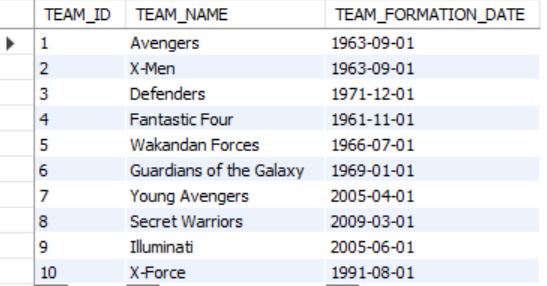 TEAM_ID TEAM_NAME TEAM_FORMATION_DATE
1 Avengers 1963-09-01
2 X-Men 1963-09-01
3 Defenders 1971-12-01
4 Fantastic Four 1961-11-01
5 Wakandan Forces 1966-07-01
6 Guardians of the Galaxy 1969-01-01
7 Young Avengers 2005-04-01
8 Secret Warriors 2009-03-01
9 Illuminati 2005-06-01
10 X-Force 1991-08-01